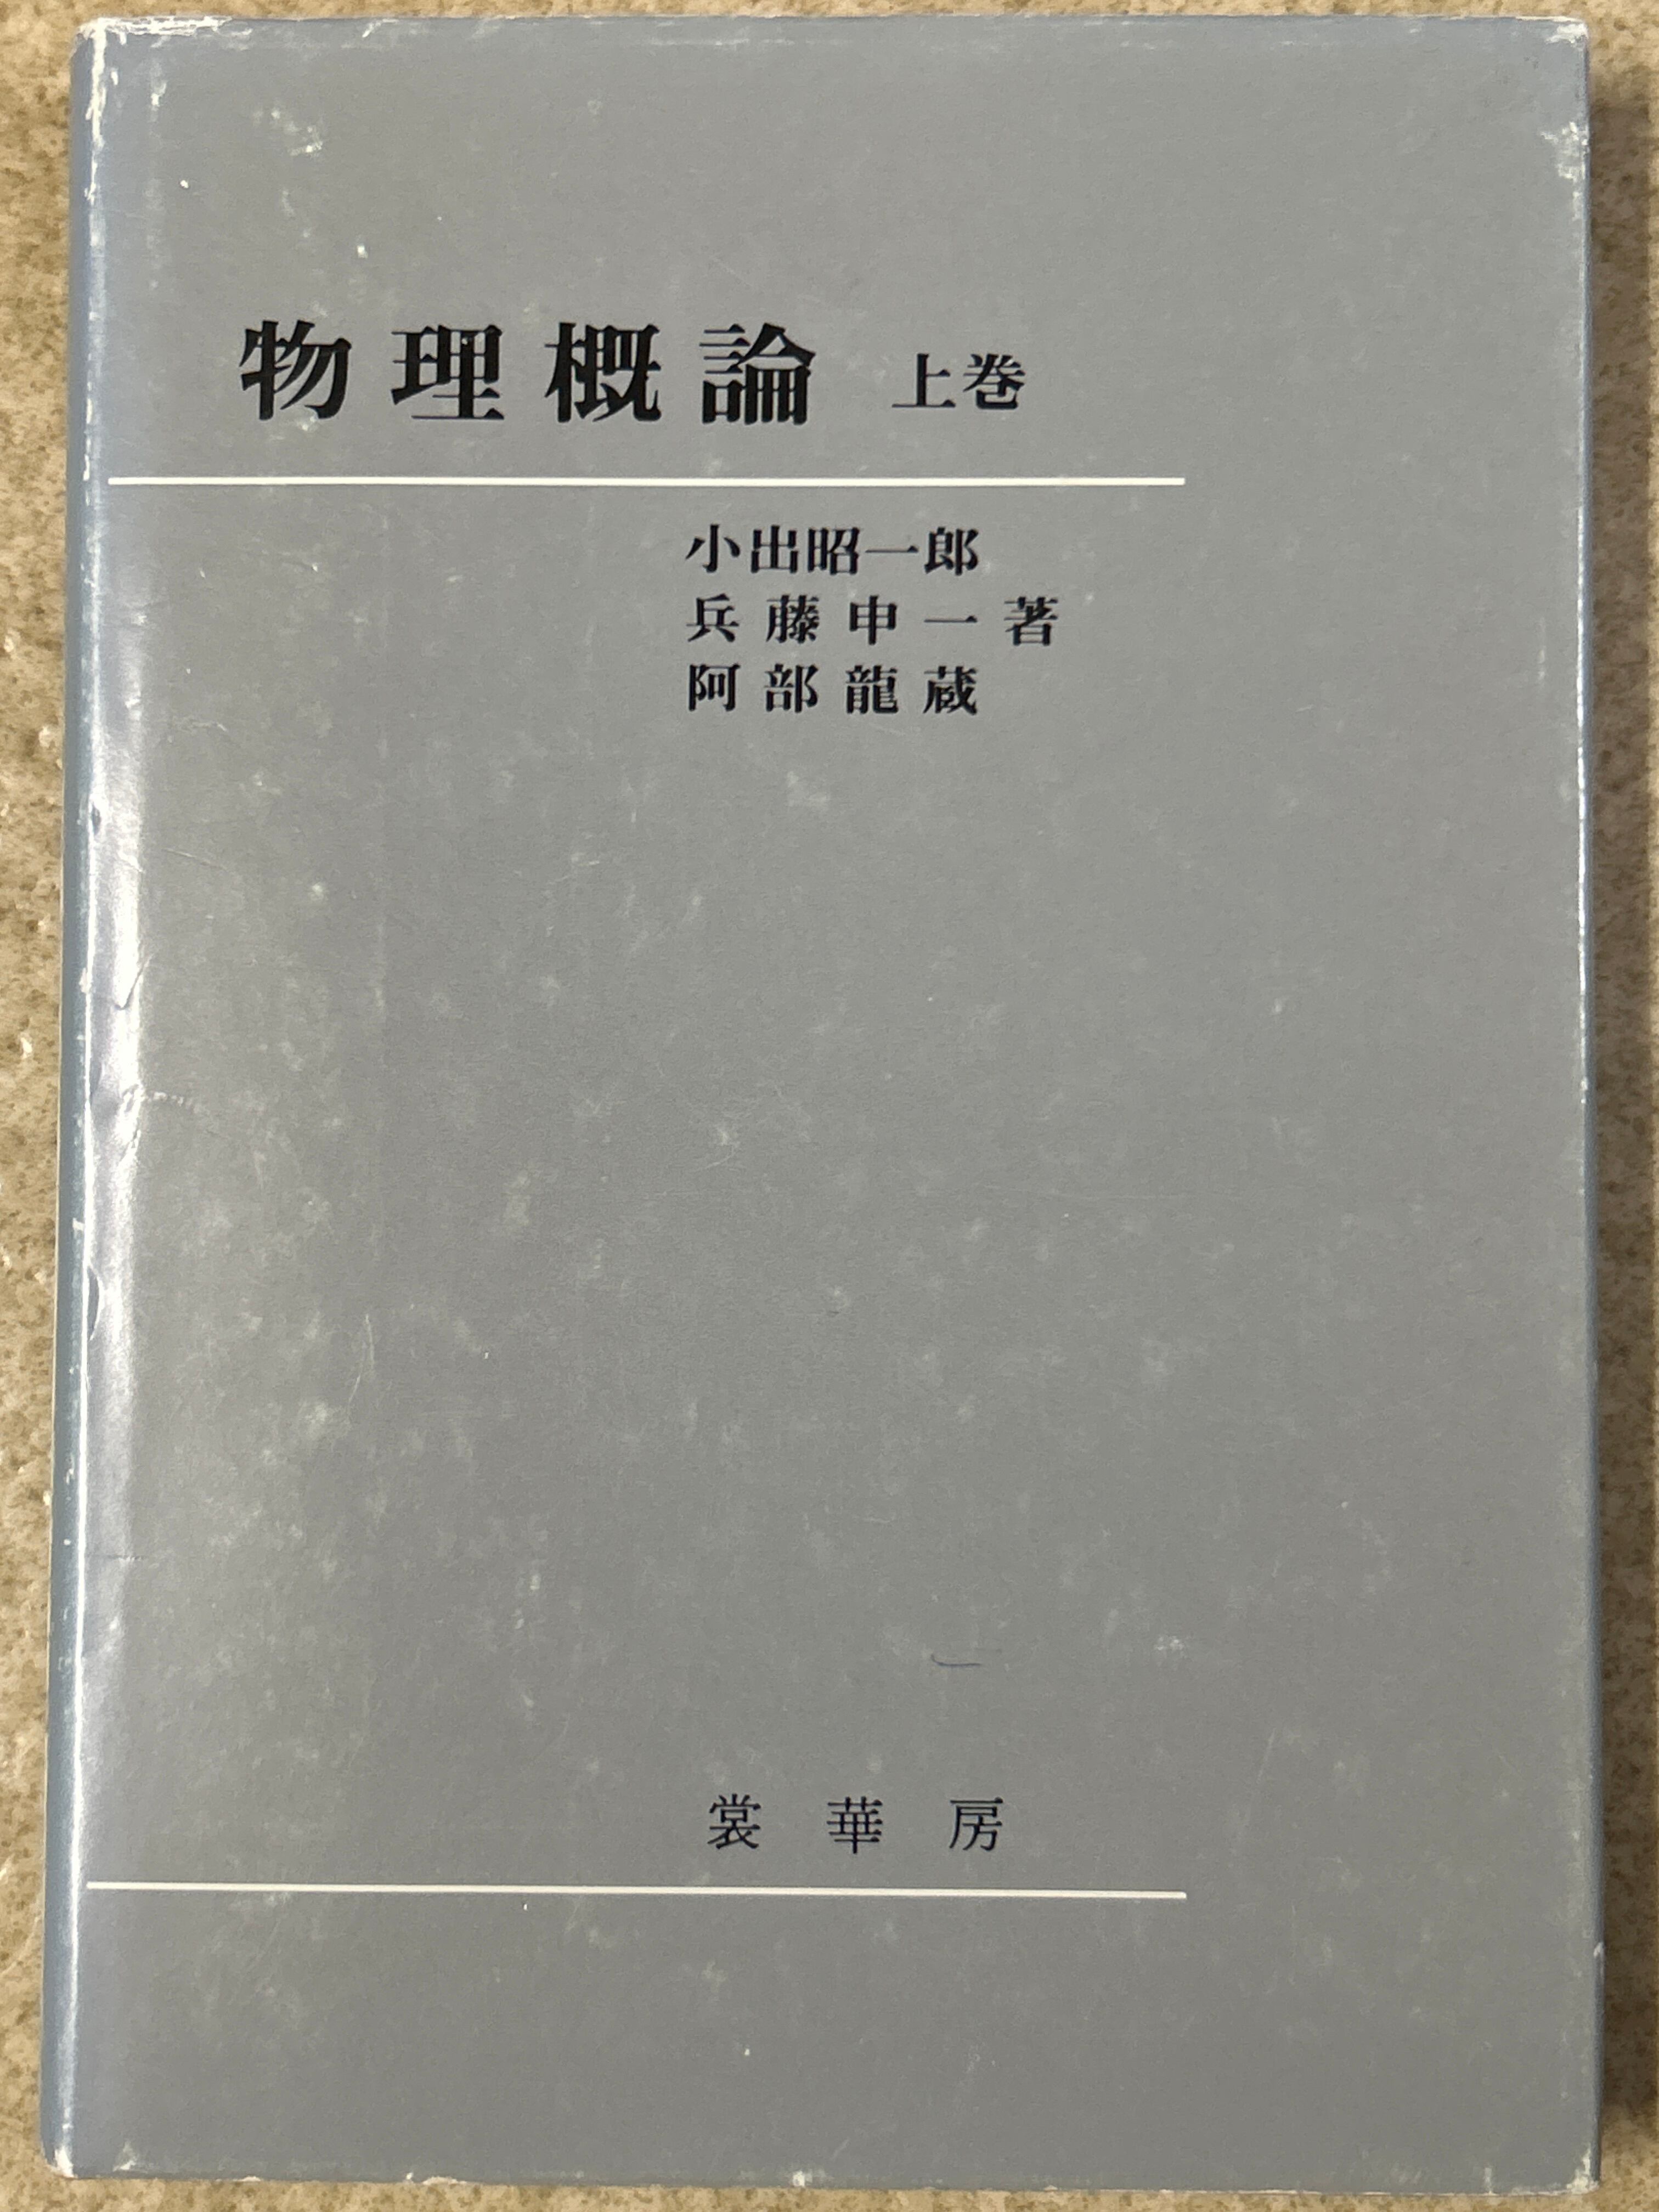 物理概論 上巻
小出昭一郎
兵藤申一著
阿部龍蔵
裳華房